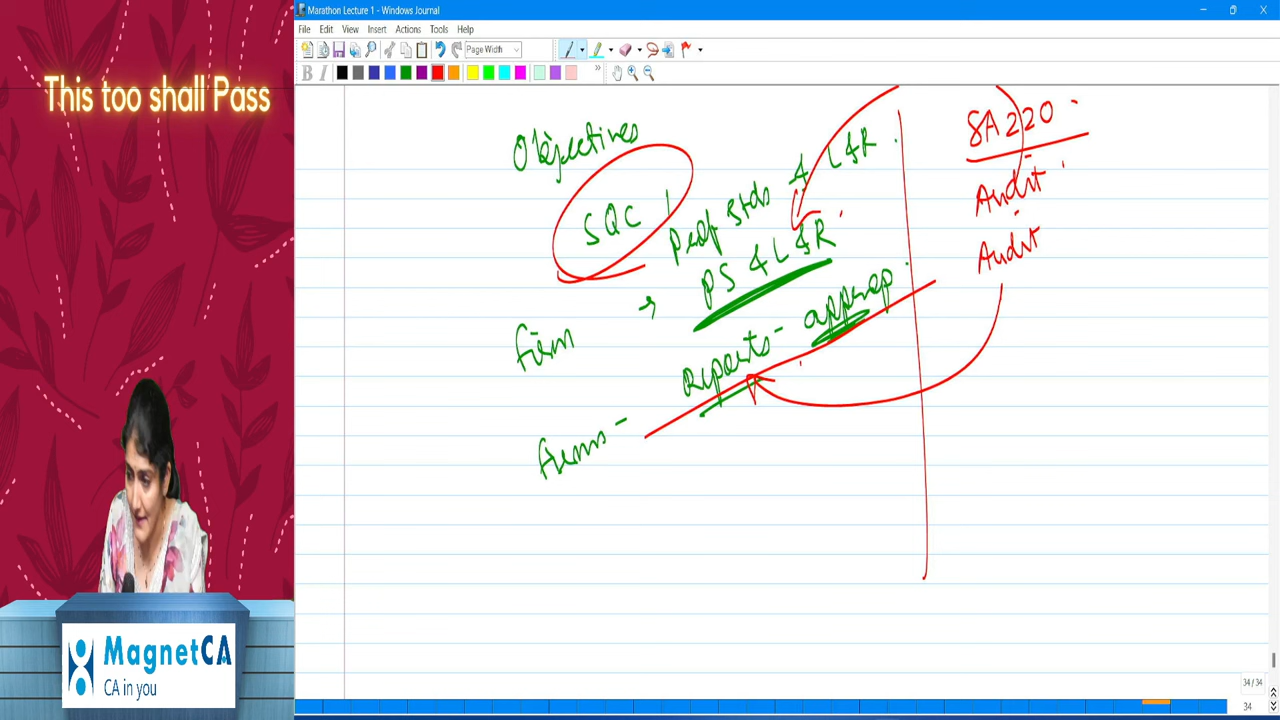 Marathon Lecture 1 - Windows Journal
File Edit View Insert Actions Tools Help
Page Width
B I
This too shall Pass
Objectives
SQC
Prof Stds & L&R.
PS & L&R
firm
reports - approp
firms -
SA 220
Audit
Audit
MagnetCA
CA in you
34 / 34
34